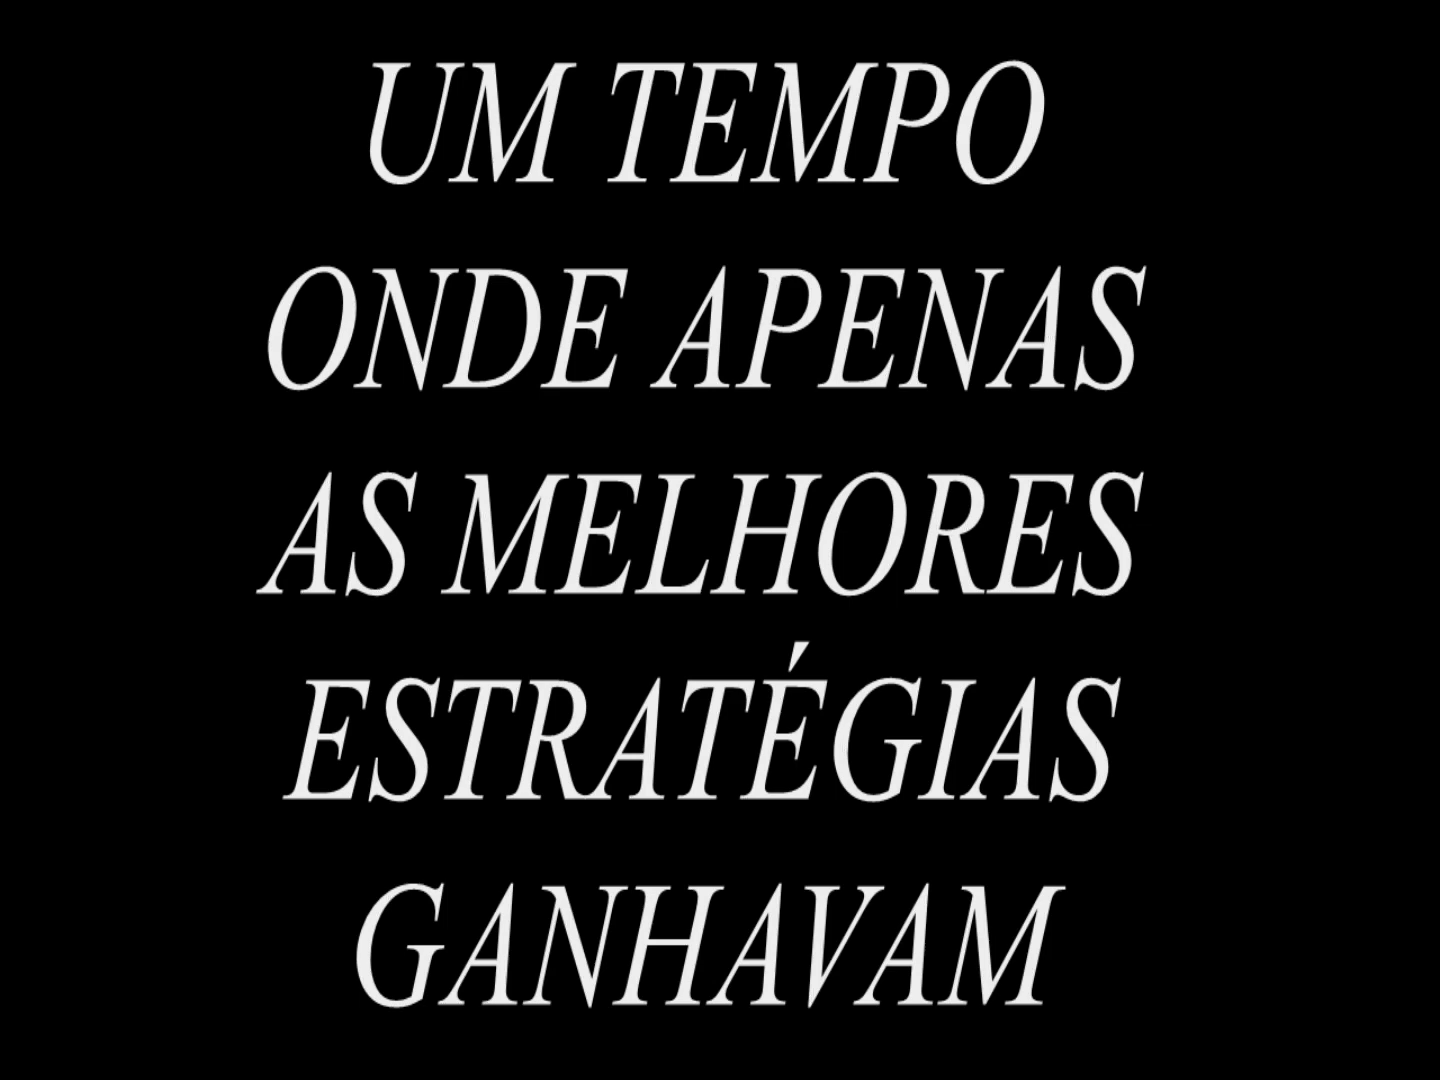 UM TEMPO
ONDE APENAS
AS MELHORES
ESTRATÉGIAS
GANHAVAM